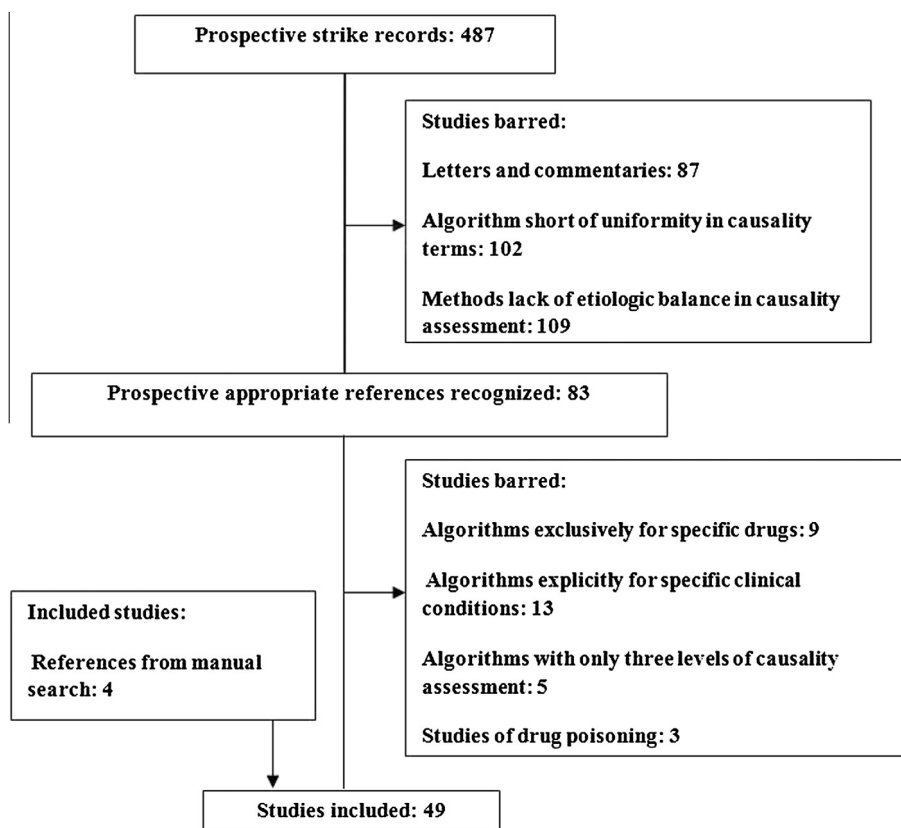 Prospective strike records: 487
Studies barred:
Letters and commentaries: 87
Algorithm short of uniformity in causality
terms: 102
Methods lack of etiologic balance in causality
assessment: 109
Prospective appropriate references recognized: 83
Studies barred:
Algorithms exclusively for specific drugs: 9
Algorithms explicitly for specific clinical
conditions: 13
Algorithms with only three levels of causality
assessment: 5
Studies of drug poisoning: 3
Included studies:
References from manual
search: 4
Studies included: 49